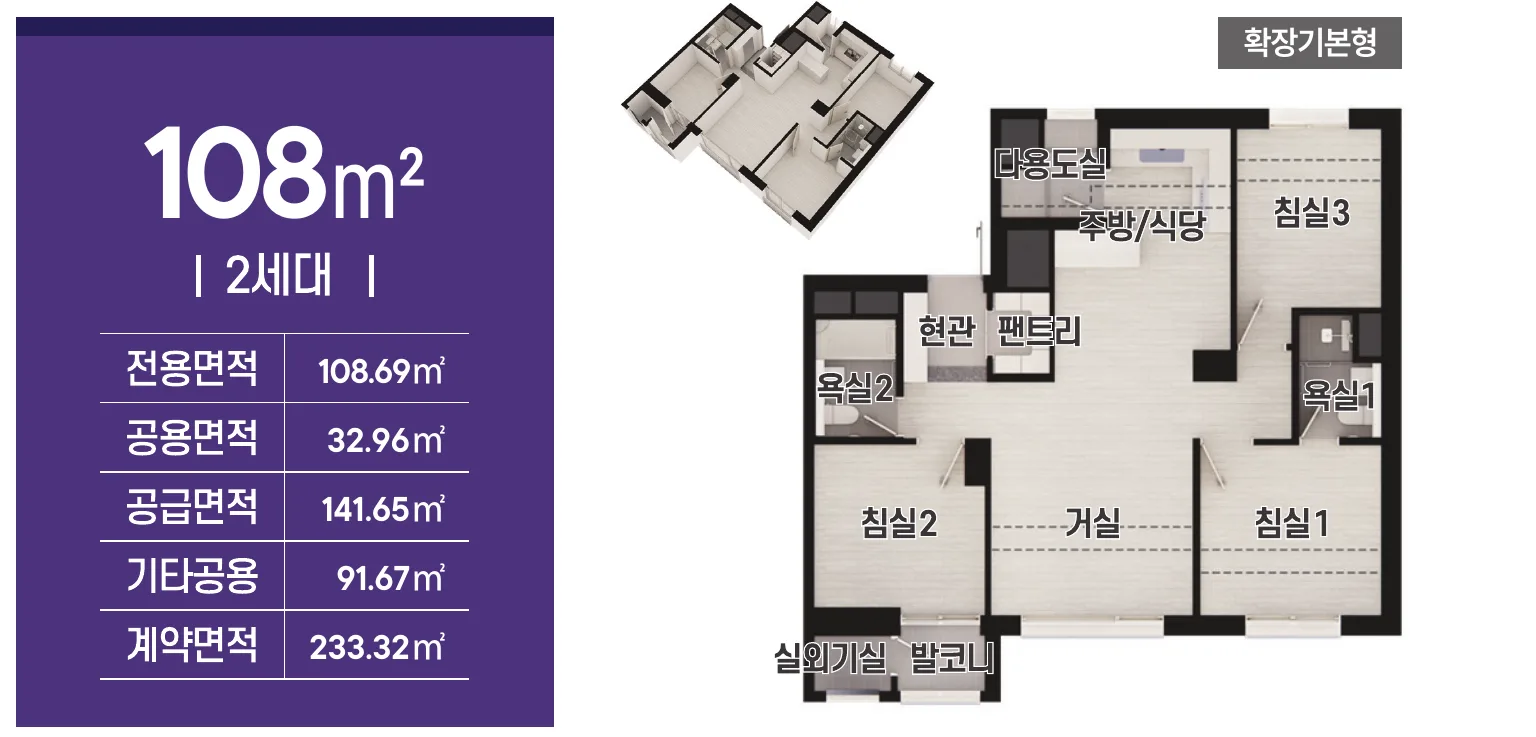 108m²
| 2세대 |
전용면적 108.69㎡
공용면적 32.96㎡
공급면적 141.65㎡
기타공용 91.67㎡
계약면적 233.32㎡
확장기본형
다용도실
주방/식당
침실3
현관
팬트리
욕실2
욕실1
침실2
거실
침실1
실외기실
발코니